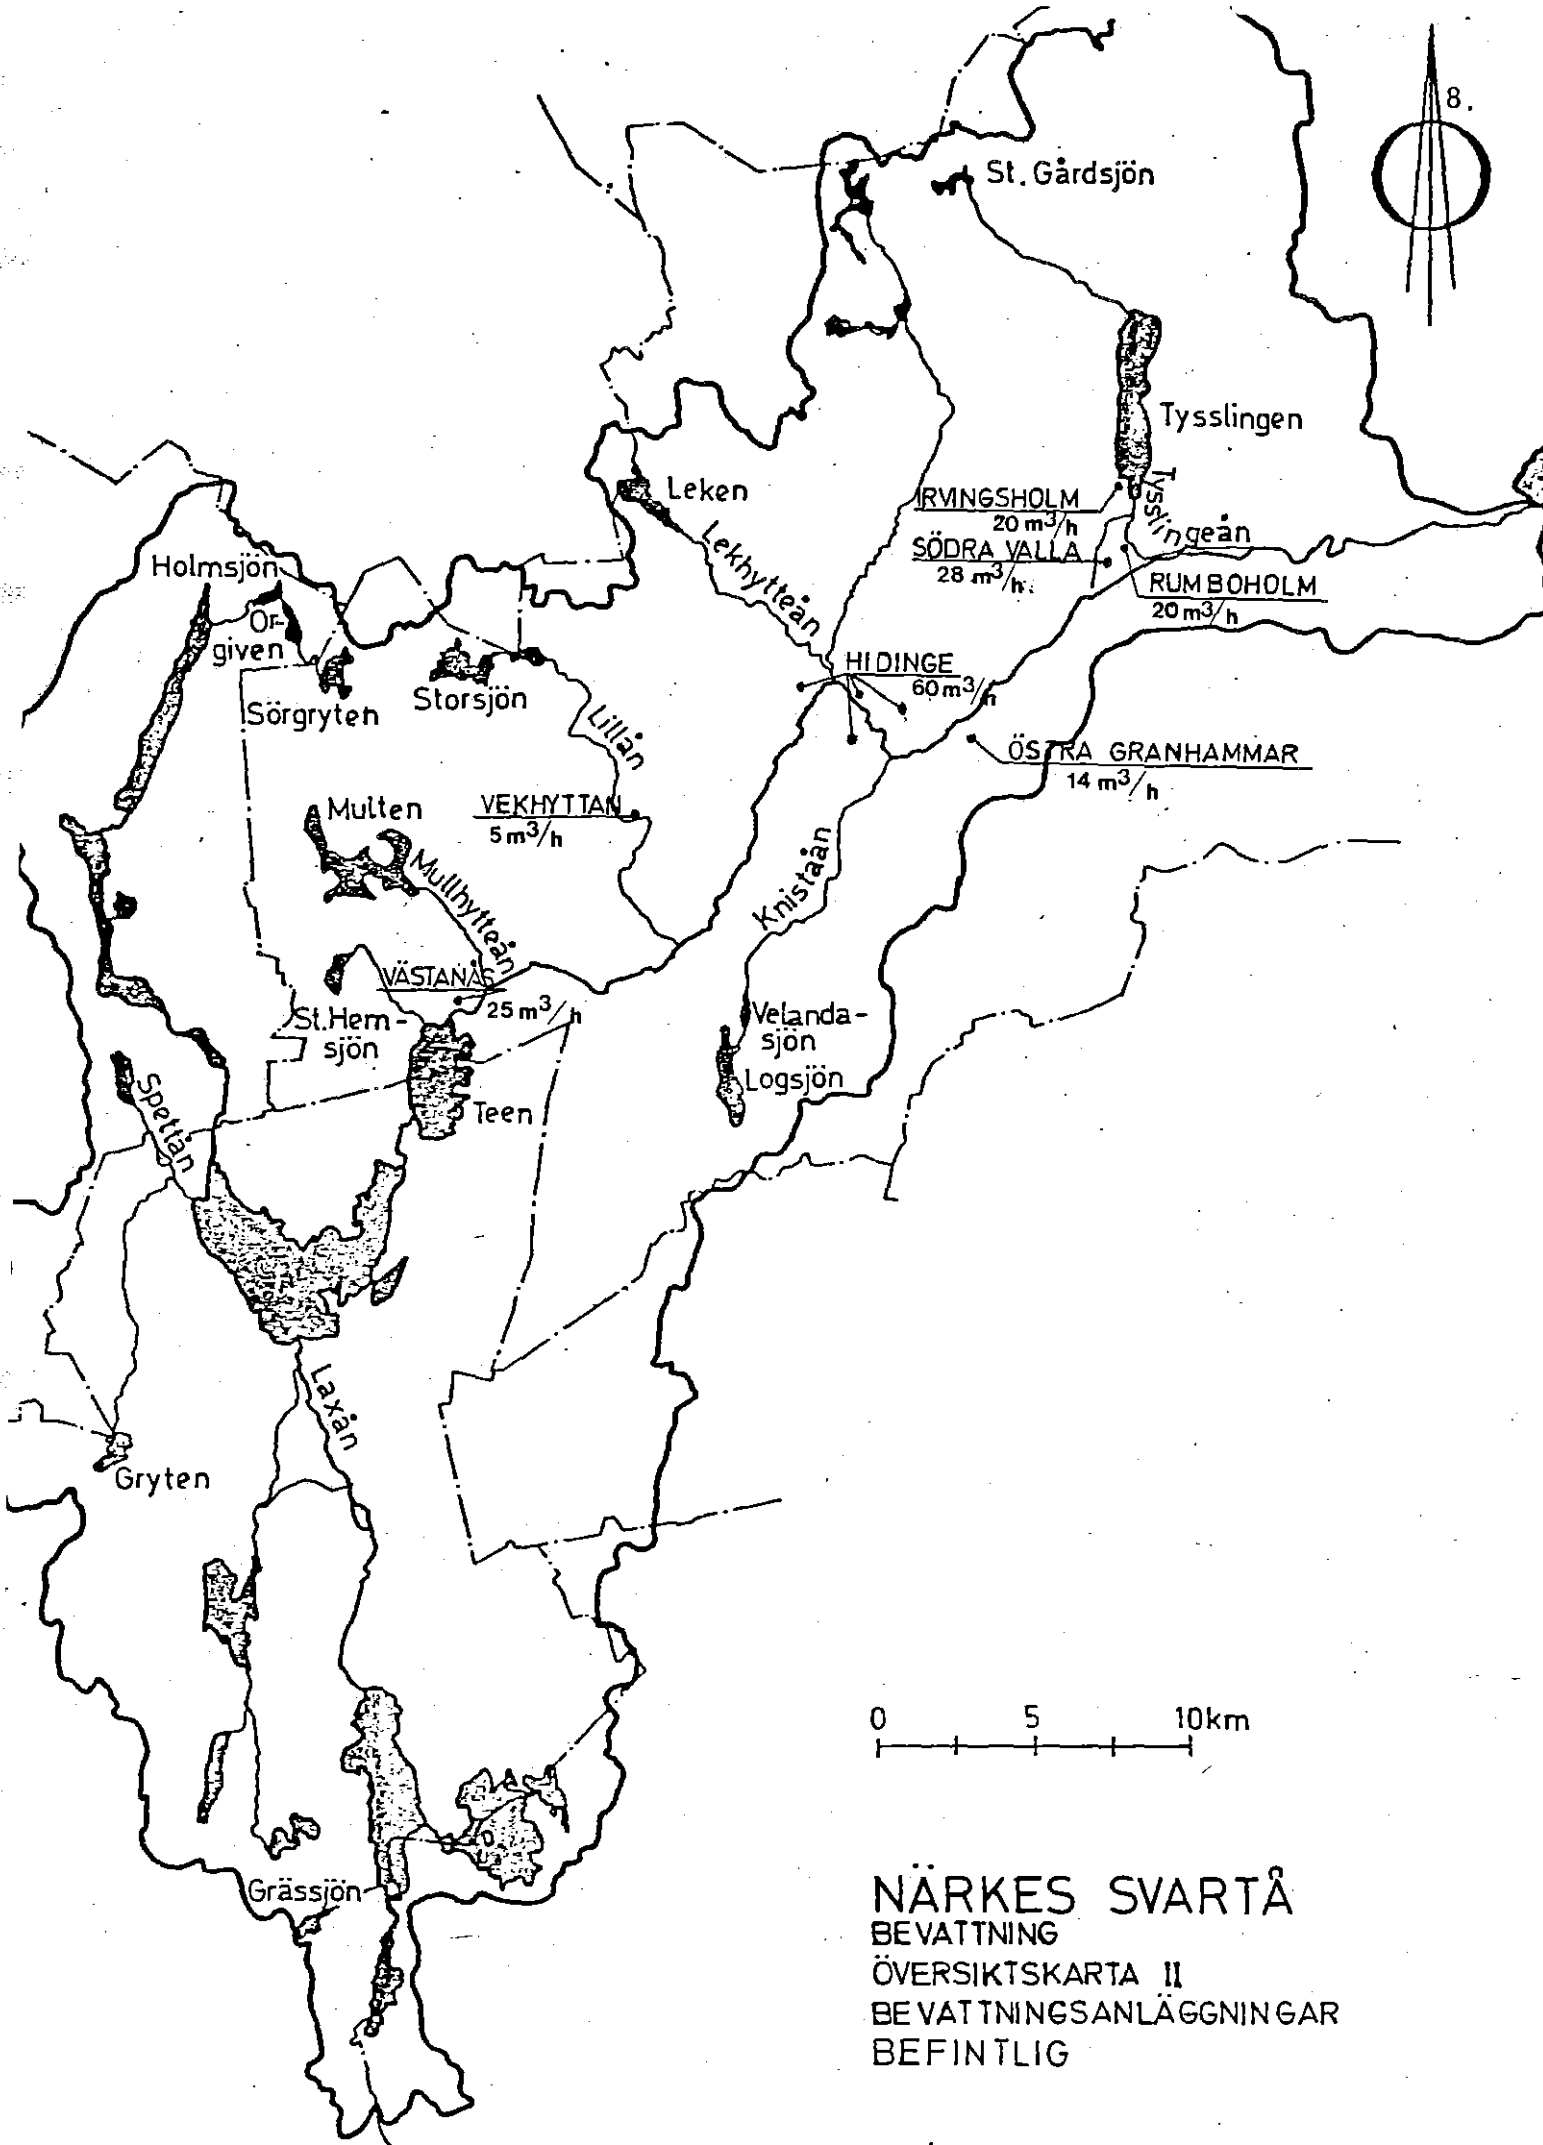 8.
St. Gårdsjön
Tysslingen
Leken
IRVINGSHOLM
20 m³/h
Tysslingeån
Lekhytteån
SÖDRA VALLA
28 m³/h
Holmsjön
RUMBOHOLM
20 m³/h
Ör-
given
HIDINGE
60 m³/h
Sörgryten
Storsjön
Lillån
ÖSTRA GRANHAMMAR
14 m³/h
Multen
VEKHYTTAN
5 m³/h
Mullhytteån
Knistaån
VÄSTANÅS
25 m³/h
St.Hem-
sjön
Velanda-
sjön
Logsjön
Spettån
Teen
Laxån
Gryten
0 5 10km
Grässjön
NÄRKES SVARTÅ
BEVATTNING
ÖVERSIKTSKARTA II
BEVATTNINGSANLÄGGNINGAR
BEFINTLIG